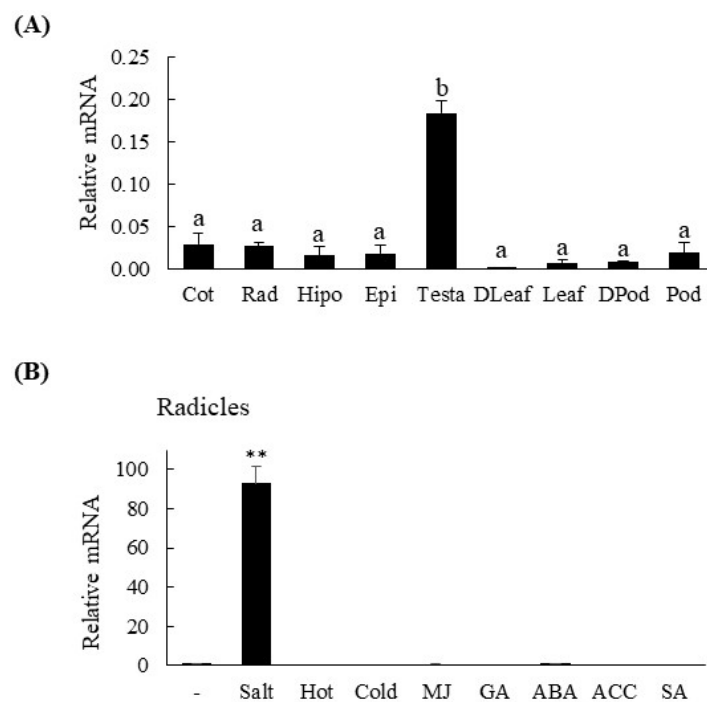 (A)
Relative mRNA
0.25
0.20
0.15
0.10
0.05
0.00
a a a a b a a a a
Cot Rad Hipo Epi Testa DLeaf Leaf DPod Pod
(B)
Radicles
Relative mRNA
100
80
60
40
20
0
**
- Salt Hot Cold MJ GA ABA ACC SA